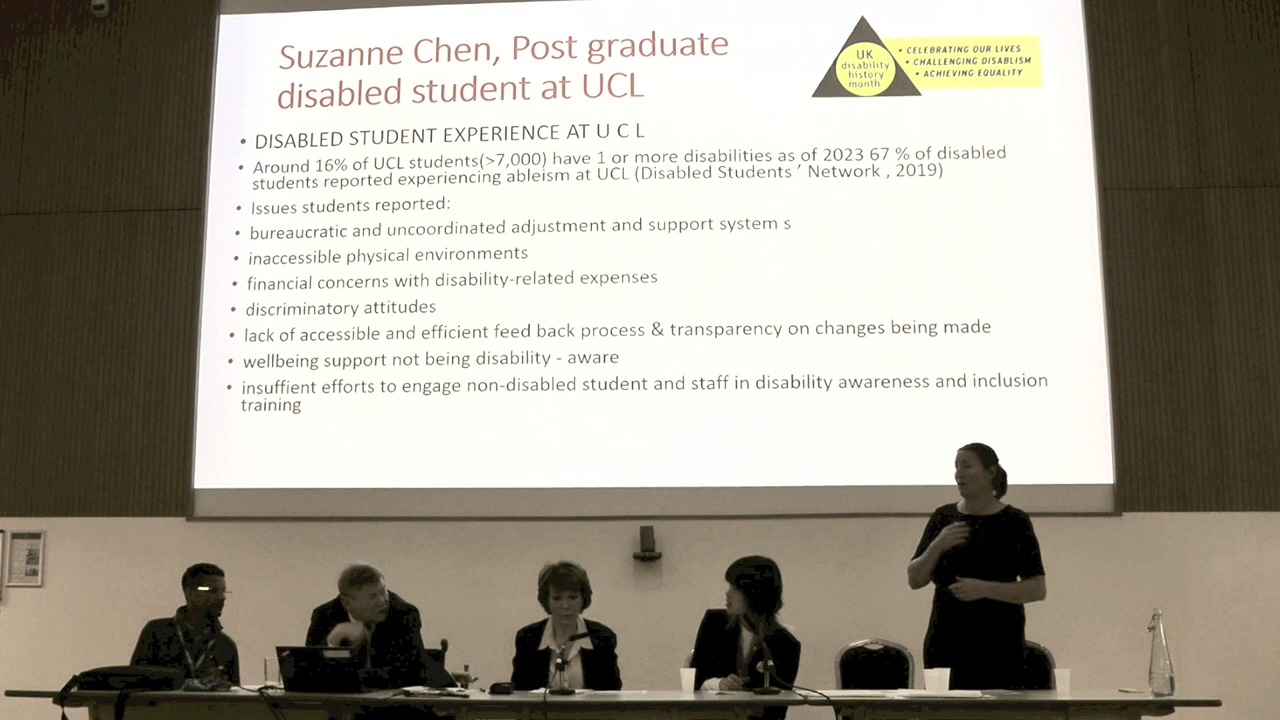 Suzanne Chen, Post graduate
disabled student at UCL
UK
disability
history
month
• CELEBRATING OUR LIVES
• CHALLENGING DISABLISM
• ACHIEVING EQUALITY
• DISABLED STUDENT EXPERIENCE AT U C L
• Around 16% of UCL students(>7,000) have 1 or more disabilities as of 2023 67 % of disabled
students reported experiencing ableism at UCL (Disabled Students ' Network , 2019)
• Issues students reported:
• bureaucratic and uncoordinated adjustment and support system s
• inaccessible physical environments
• financial concerns with disability-related expenses
• discriminatory attitudes
• lack of accessible and efficient feed back process & transparency on changes being made
• wellbeing support not being disability - aware
• insuffient efforts to engage non-disabled student and staff in disability awareness and inclusion
training